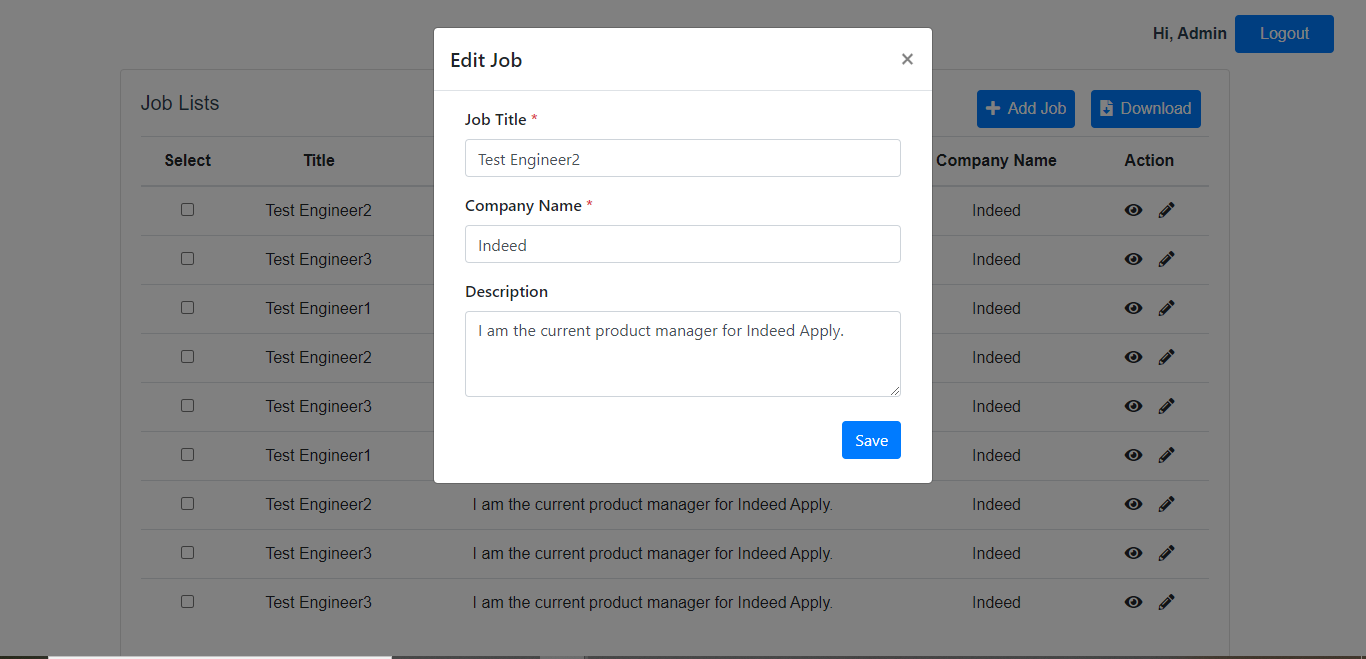 Hi, Admin Logout
Edit Job ×
Job Lists
Add Job Download
Job Title *
Test Engineer2
Select Title Company Name Action
Company Name *
Indeed
Description
I am the current product manager for Indeed Apply.
Save
Test Engineer2 Indeed
Test Engineer3 Indeed
Test Engineer1 Indeed
Test Engineer2 Indeed
Test Engineer3 Indeed
Test Engineer1 Indeed
Test Engineer2 I am the current product manager for Indeed Apply. Indeed
Test Engineer3 I am the current product manager for Indeed Apply. Indeed
Test Engineer3 I am the current product manager for Indeed Apply. Indeed